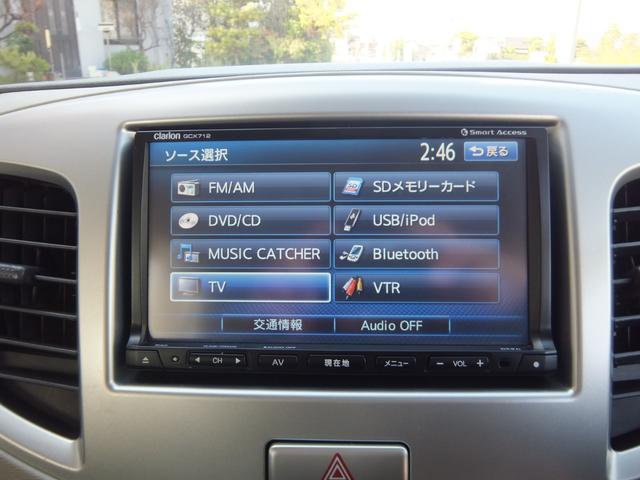 clarion GCX712
Smart Access
ソース選択
2:46
戻る
FM/AM
SDメモリーカード
DVD/CD
USB/iPod
MUSIC CATCHER
Bluetooth
TV
VTR
交通情報
Audio OFF
CH
AV
現在地
メニュー
− VOL +